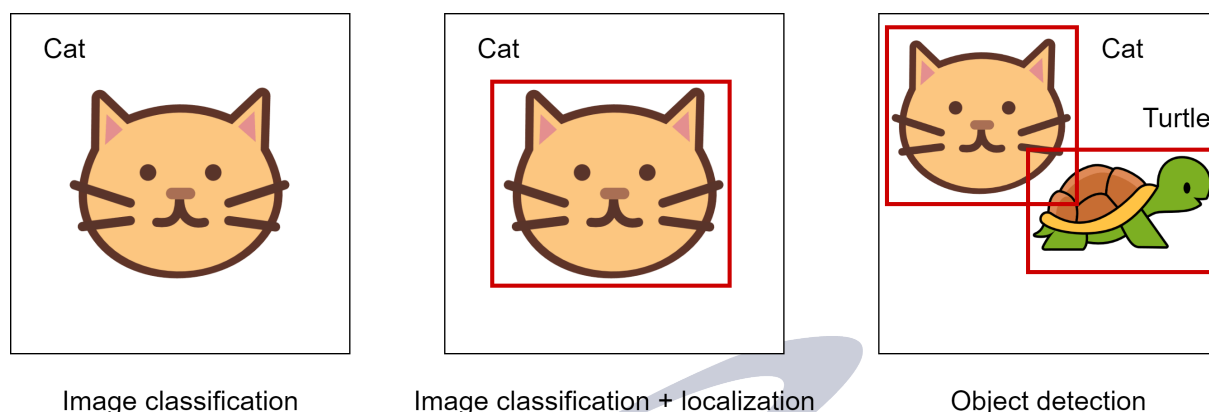 Cat
Cat
Cat
Turtle
Image classification
Image classification + localization
Object detection